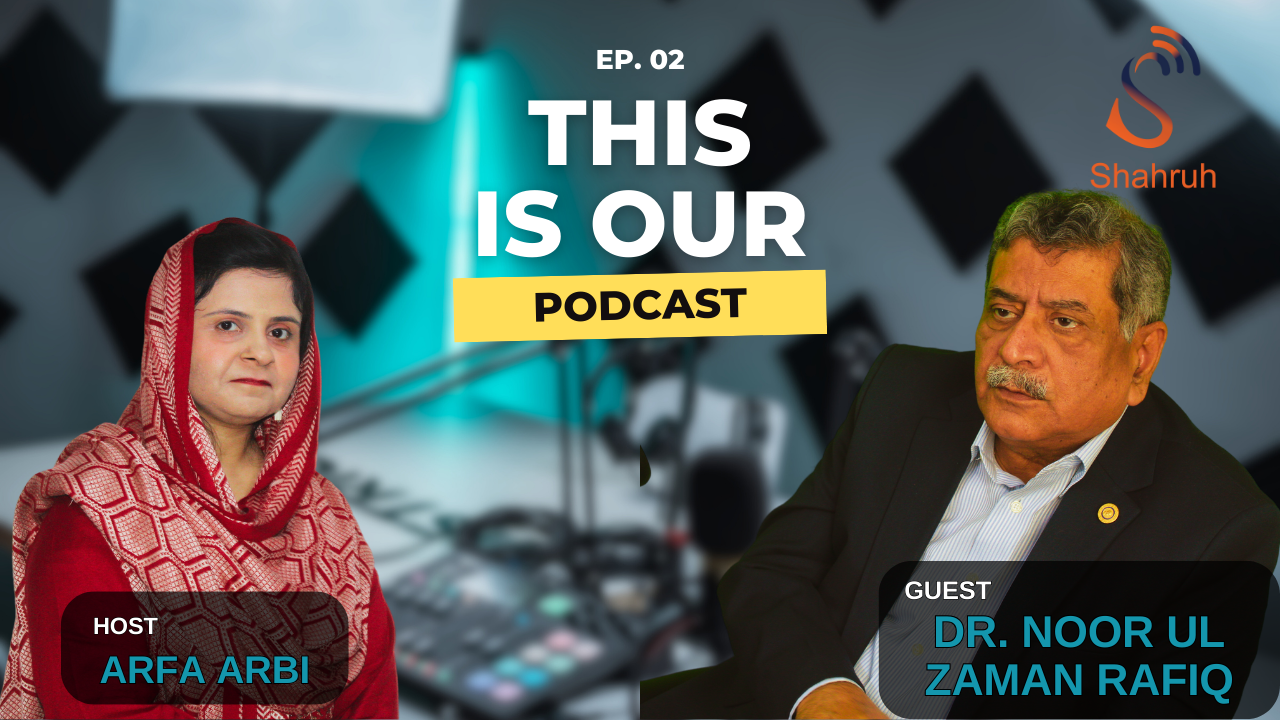 EP. 02
THIS
IS OUR
PODCAST
Shahruh
HOST
ARFA ARBI
GUEST
DR. NOOR UL
ZAMAN RAFIQ